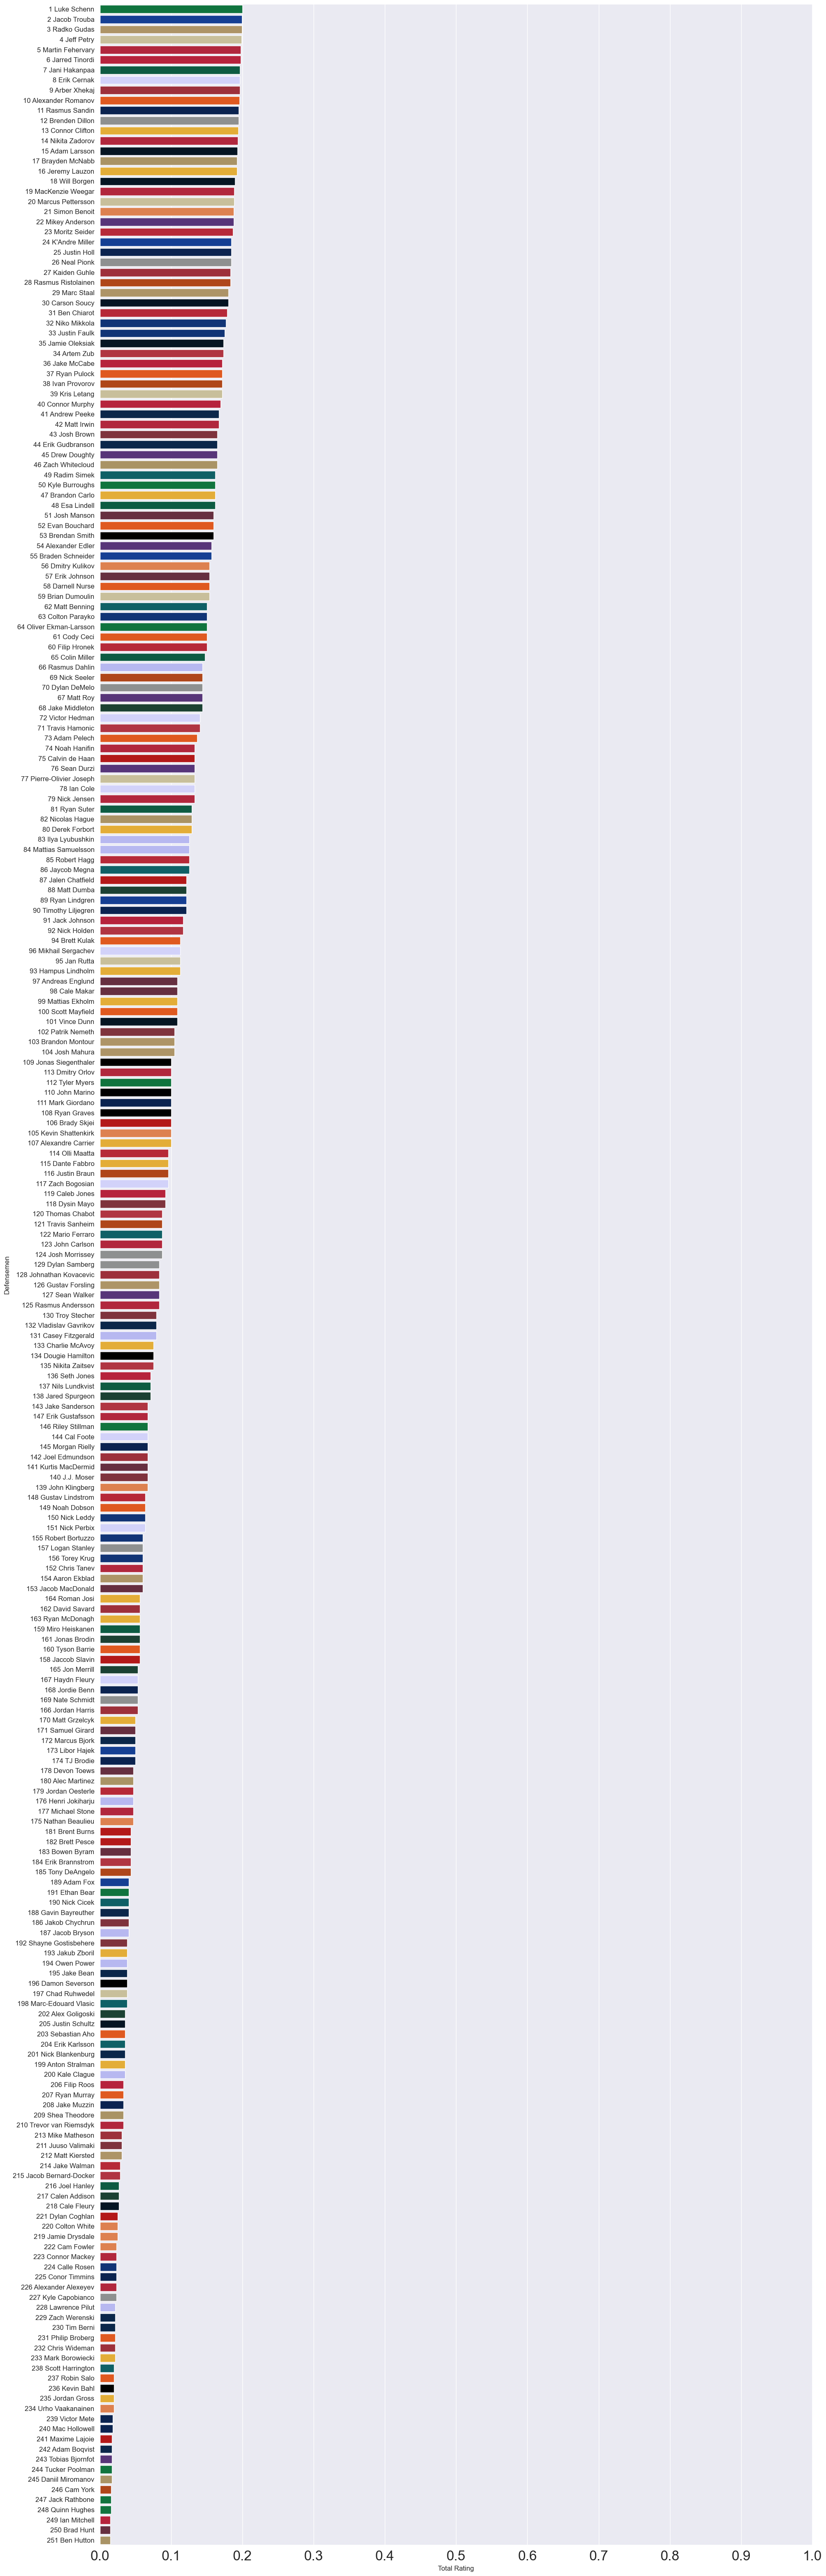 1 Luke Schenn
2 Jacob Trouba
3 Radko Gudas
4 Jeff Petry
5 Martin Fehervary
6 Jarred Tinordi
7 Jani Hakanpaa
8 Erik Cernak
9 Arber Xhekaj
10 Alexander Romanov
11 Rasmus Sandin
12 Brenden Dillon
13 Connor Clifton
14 Nikita Zadorov
15 Adam Larsson
17 Brayden McNabb
16 Jeremy Lauzon
18 Will Borgen
19 MacKenzie Weegar
20 Marcus Pettersson
21 Simon Benoit
22 Mikey Anderson
23 Moritz Seider
24 K'Andre Miller
25 Justin Holl
26 Neal Pionk
27 Kaiden Guhle
28 Rasmus Ristolainen
29 Marc Staal
30 Carson Soucy
31 Ben Chiarot
32 Niko Mikkola
33 Justin Faulk
35 Jamie Oleksiak
34 Artem Zub
36 Jake McCabe
37 Ryan Pulock
38 Ivan Provorov
39 Kris Letang
40 Connor Murphy
41 Andrew Peeke
42 Matt Irwin
43 Josh Brown
44 Erik Gudbranson
45 Drew Doughty
46 Zach Whitecloud
49 Radim Simek
50 Kyle Burroughs
47 Brandon Carlo
48 Esa Lindell
51 Josh Manson
52 Evan Bouchard
53 Brendan Smith
54 Alexander Edler
55 Braden Schneider
56 Dmitry Kulikov
57 Erik Johnson
58 Darnell Nurse
59 Brian Dumoulin
62 Matt Benning
63 Colton Parayko
64 Oliver Ekman-Larsson
61 Cody Ceci
60 Filip Hronek
65 Colin Miller
66 Rasmus Dahlin
69 Nick Seeler
70 Dylan DeMelo
67 Matt Roy
68 Jake Middleton
72 Victor Hedman
71 Travis Hamonic
73 Adam Pelech
74 Noah Hanifin
75 Calvin de Haan
76 Sean Durzi
77 Pierre-Olivier Joseph
78 Ian Cole
79 Nick Jensen
81 Ryan Suter
82 Nicolas Hague
80 Derek Forbort
83 Ilya Lyubushkin
84 Mattias Samuelsson
85 Robert Hagg
86 Jaycob Megna
87 Jalen Chatfield
88 Matt Dumba
89 Ryan Lindgren
90 Timothy Liljegren
91 Jack Johnson
92 Nick Holden
94 Brett Kulak
96 Mikhail Sergachev
95 Jan Rutta
93 Hampus Lindholm
97 Andreas Englund
98 Cale Makar
99 Mattias Ekholm
100 Scott Mayfield
101 Vince Dunn
102 Patrik Nemeth
103 Brandon Montour
104 Josh Mahura
109 Jonas Siegenthaler
113 Dmitry Orlov
112 Tyler Myers
110 John Marino
111 Mark Giordano
108 Ryan Graves
106 Brady Skjei
105 Kevin Shattenkirk
107 Alexandre Carrier
114 Olli Maatta
115 Dante Fabbro
116 Justin Braun
117 Zach Bogosian
119 Caleb Jones
118 Dysin Mayo
120 Thomas Chabot
121 Travis Sanheim
122 Mario Ferraro
123 John Carlson
124 Josh Morrissey
129 Dylan Samberg
128 Johnathan Kovacevic
126 Gustav Forsling
127 Sean Walker
125 Rasmus Andersson
130 Troy Stecher
132 Vladislav Gavrikov
131 Casey Fitzgerald
133 Charlie McAvoy
134 Dougie Hamilton
135 Nikita Zaitsev
136 Seth Jones
137 Nils Lundkvist
138 Jared Spurgeon
143 Jake Sanderson
147 Erik Gustafsson
146 Riley Stillman
144 Cal Foote
145 Morgan Rielly
142 Joel Edmundson
141 Kurtis MacDermid
140 J.J. Moser
139 John Klingberg
148 Gustav Lindstrom
149 Noah Dobson
150 Nick Leddy
151 Nick Perbix
155 Robert Bortuzzo
157 Logan Stanley
156 Torey Krug
152 Chris Tanev
154 Aaron Ekblad
153 Jacob MacDonald
164 Roman Josi
162 David Savard
163 Ryan McDonagh
159 Miro Heiskanen
161 Jonas Brodin
160 Tyson Barrie
158 Jaccob Slavin
165 Jon Merrill
167 Haydn Fleury
168 Jordie Benn
169 Nate Schmidt
166 Jordan Harris
170 Matt Grzelcyk
171 Samuel Girard
172 Marcus Bjork
173 Libor Hajek
174 TJ Brodie
178 Devon Toews
180 Alec Martinez
179 Jordan Oesterle
176 Henri Jokiharju
177 Michael Stone
175 Nathan Beaulieu
181 Brent Burns
182 Brett Pesce
183 Bowen Byram
184 Erik Brannstrom
185 Tony DeAngelo
189 Adam Fox
191 Ethan Bear
190 Nick Cicek
188 Gavin Bayreuther
186 Jakob Chychrun
187 Jacob Bryson
192 Shayne Gostisbehere
193 Jakub Zboril
194 Owen Power
195 Jake Bean
196 Damon Severson
197 Chad Ruhwedel
198 Marc-Edouard Vlasic
202 Alex Goligoski
205 Justin Schultz
203 Sebastian Aho
204 Erik Karlsson
201 Nick Blankenburg
199 Anton Stralman
200 Kale Clague
206 Filip Roos
207 Ryan Murray
208 Jake Muzzin
209 Shea Theodore
210 Trevor van Riemsdyk
213 Mike Matheson
211 Juuso Valimaki
212 Matt Kiersted
214 Jake Walman
215 Jacob Bernard-Docker
216 Joel Hanley
217 Calen Addison
218 Cale Fleury
221 Dylan Coghlan
220 Colton White
219 Jamie Drysdale
222 Cam Fowler
223 Connor Mackey
224 Calle Rosen
225 Conor Timmins
226 Alexander Alexeyev
227 Kyle Capobianco
228 Lawrence Pilut
229 Zach Werenski
230 Tim Berni
231 Philip Broberg
232 Chris Wideman
233 Mark Borowiecki
238 Scott Harrington
237 Robin Salo
236 Kevin Bahl
235 Jordan Gross
234 Urho Vaakanainen
239 Victor Mete
240 Mac Hollowell
241 Maxime Lajoie
242 Adam Boqvist
243 Tobias Bjornfot
244 Tucker Poolman
245 Daniil Miromanov
246 Cam York
247 Jack Rathbone
248 Quinn Hughes
249 Ian Mitchell
250 Brad Hunt
251 Ben Hutton
Defensemen
0.0 0.1 0.2 0.3 0.4 0.5 0.6 0.7 0.8 0.9 1.0
Total Rating